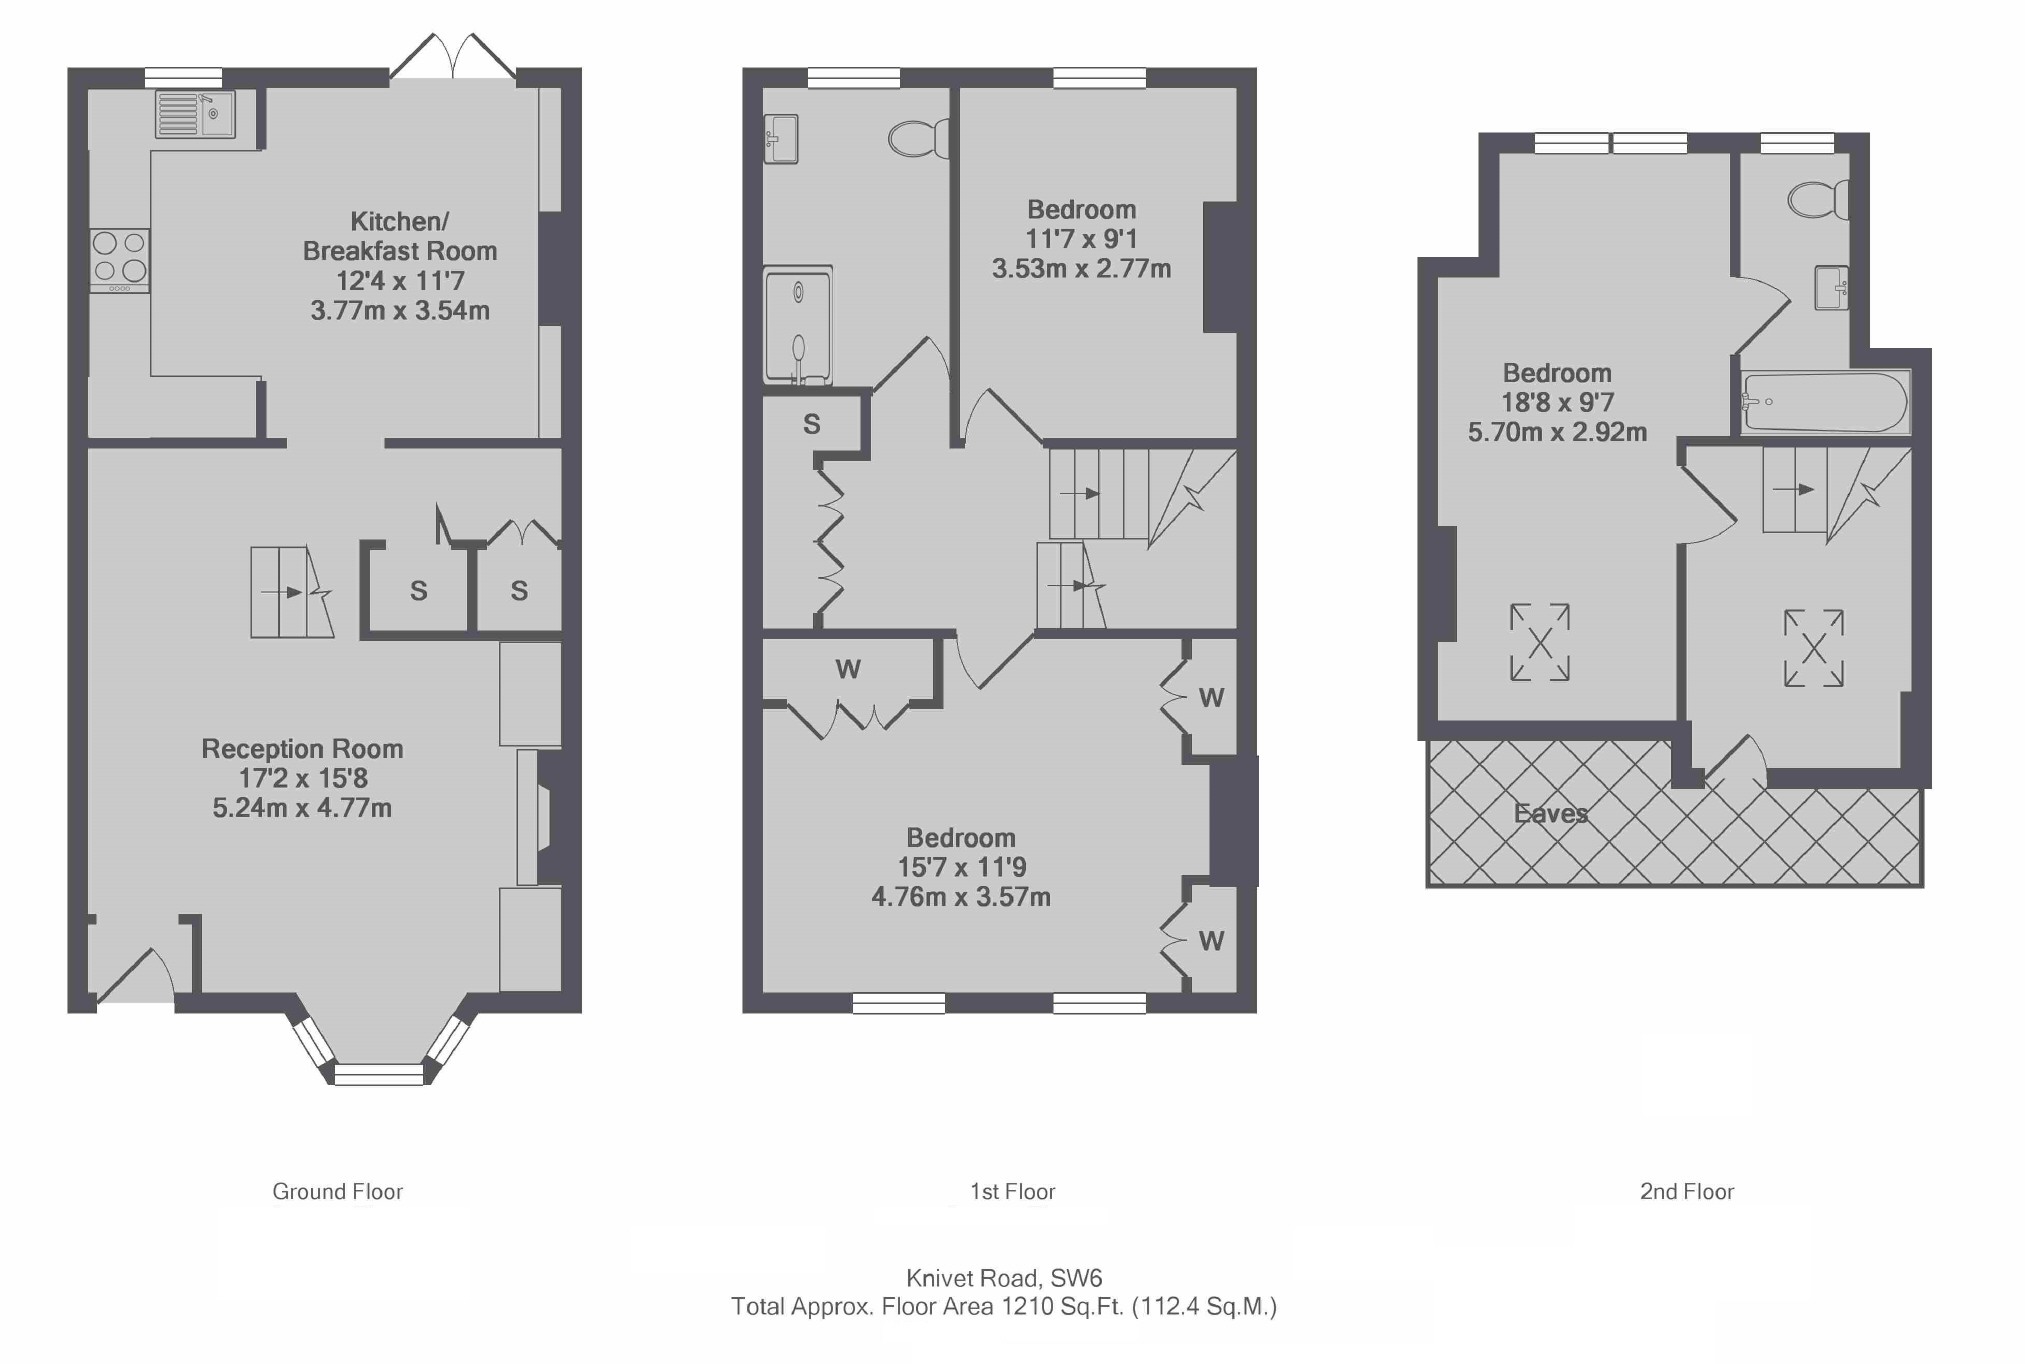 Kitchen/
Breakfast Room
12'4 x 11'7
3.77m x 3.54m
S
S
Reception Room
17'2 x 15'8
5.24m x 4.77m
Ground Floor
Bedroom
11'7 x 9'1
3.53m x 2.77m
S
W
W
Bedroom
15'7 x 11'9
4.76m x 3.57m
W
1st Floor
Bedroom
18'8 x 9'7
5.70m x 2.92m
Eaves
2nd Floor
Knivet Road, SW6
Total Approx. Floor Area 1210 Sq.Ft. (112.4 Sq.M.)